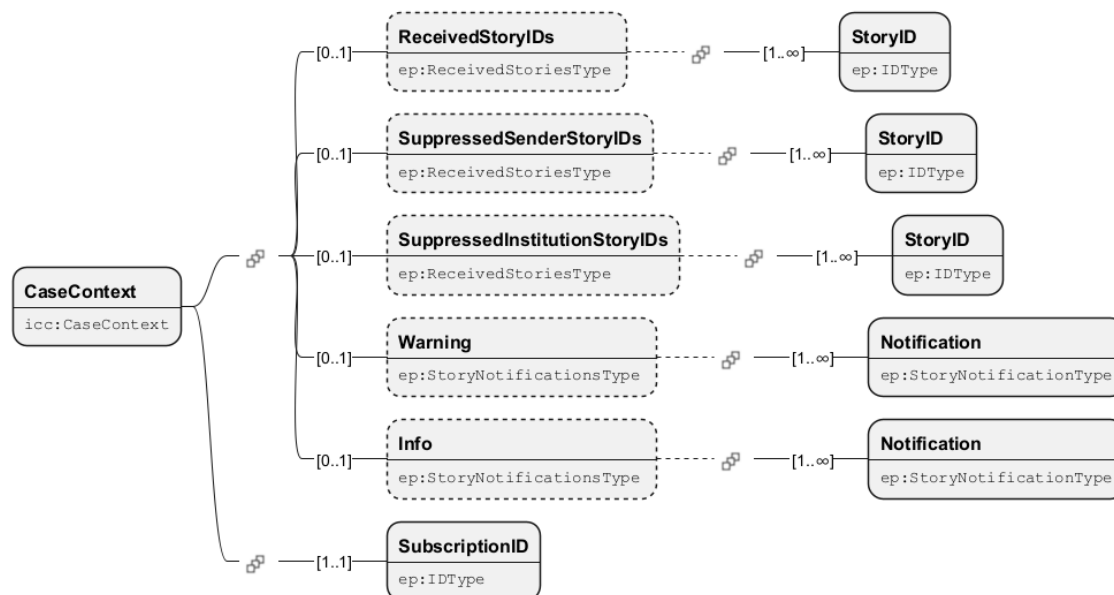 ReceivedStoryIDs
[0..1]
ep:ReceivedStoriesType
[1..∞]
StoryID
ep:IDType
SuppressedSenderStoryIDs
[0..1]
ep:ReceivedStoriesType
[1..∞]
StoryID
ep:IDType
SuppressedInstitutionStoryIDs
[0..1]
ep:ReceivedStoriesType
[1..∞]
StoryID
ep:IDType
CaseContext
icc:CaseContext
Warning
[0..1]
ep:StoryNotificationsType
[1..∞]
Notification
ep:StoryNotificationType
Info
[0..1]
ep:StoryNotificationsType
[1..∞]
Notification
ep:StoryNotificationType
SubscriptionID
[1..1]
ep:IDType